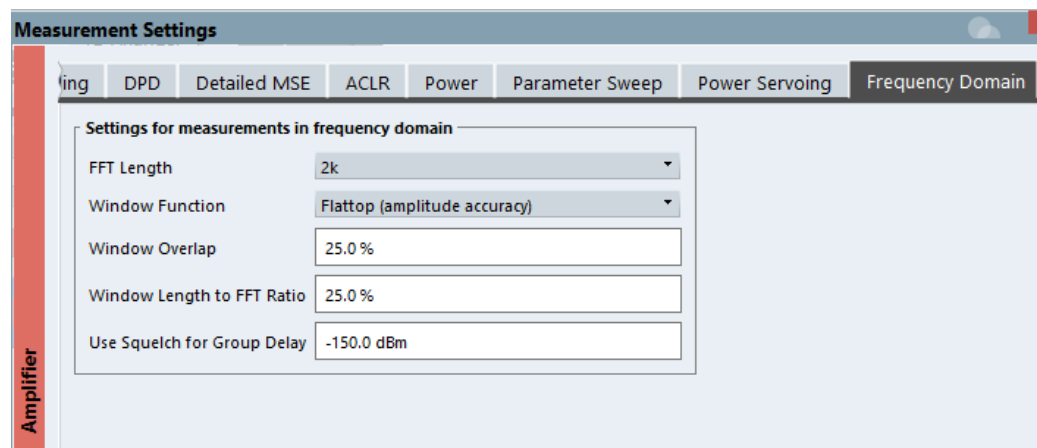 Measurement Settings
ing DPD Detailed MSE ACLR Power Parameter Sweep Power Servoing Frequency Domain
Settings for measurements in frequency domain
FFT Length 2k
Window Function Flattop (amplitude accuracy)
Window Overlap 25.0 %
Window Length to FFT Ratio 25.0 %
Use Squelch for Group Delay -150.0 dBm
Amplifier